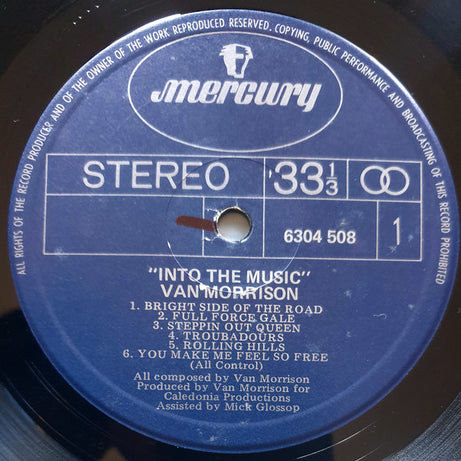 ALL RIGHTS OF THE RECORD PRODUCER AND OF THE OWNER OF THE WORK REPRODUCED RESERVED. COPYING, PUBLIC PERFORMANCE AND BROADCASTING OF THIS RECORD PROHIBITED
mercury
STEREO 33 1/3
6304 508 1
"INTO THE MUSIC"
VAN MORRISON
1. BRIGHT SIDE OF THE ROAD
2. FULL FORCE GALE
3. STEPPIN OUT QUEEN
4. TROUBADOURS
5. ROLLING HILLS
6. YOU MAKE ME FEEL SO FREE
(All Control)
All composed by Van Morrison
Produced by Van Morrison for
Caledonia Productions
Assisted by Mick Glossop